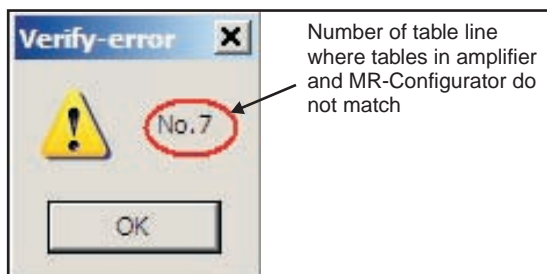 Verify-error
No.7
OK
Number of table line
where tables in amplifier
and MR-Configurator do
not match